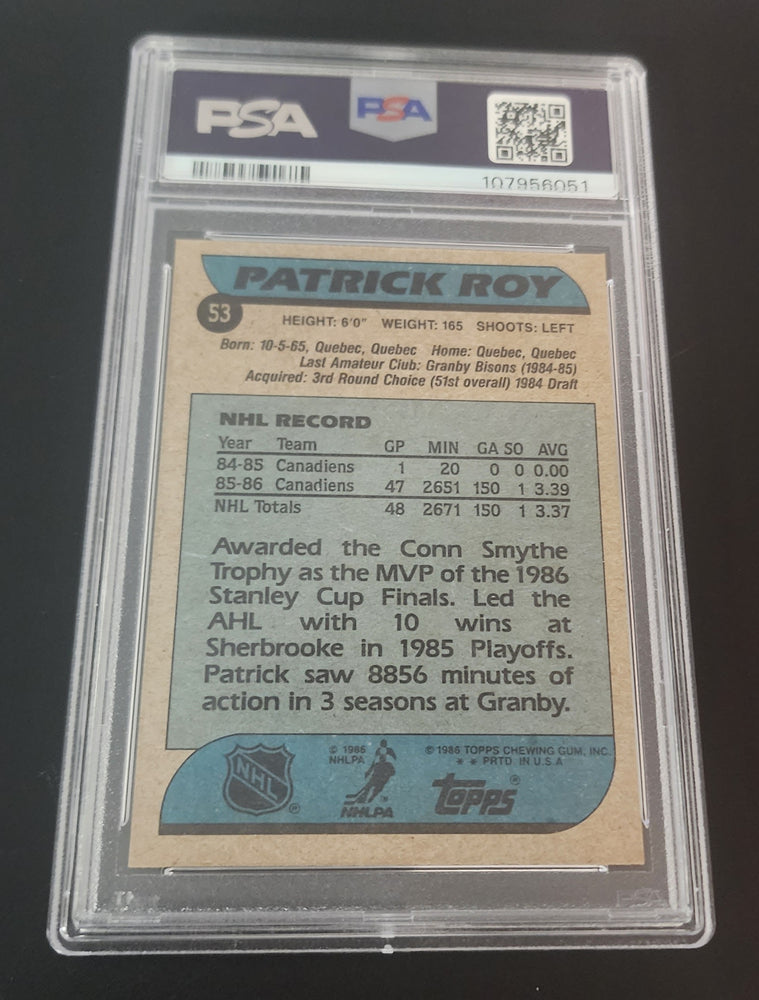 PSA PSA
107956051
PATRICK ROY
53
HEIGHT: 6'0" WEIGHT: 165 SHOOTS: LEFT
Born: 10-5-65, Quebec, Quebec Home: Quebec, Quebec
Last Amateur Club: Granby Bisons (1984-85)
Acquired: 3rd Round Choice (51st overall) 1984 Draft
NHL RECORD
Year Team GP MIN GA SO AVG
84-85 Canadiens 1 20 0 0 0.00
85-86 Canadiens 47 2651 150 1 3.39
NHL Totals 48 2671 150 1 3.37
Awarded the Conn Smythe
Trophy as the MVP of the 1986
Stanley Cup Finals. Led the
AHL with 10 wins at
Sherbrooke in 1985 Playoffs.
Patrick saw 8856 minutes of
action in 3 seasons at Granby.
NHL ®
© 1986
NHLPA
NHLPA
© 1986 TOPPS CHEWING GUM, INC.
* * PRTD. IN U.S.A
topps ®
PSA